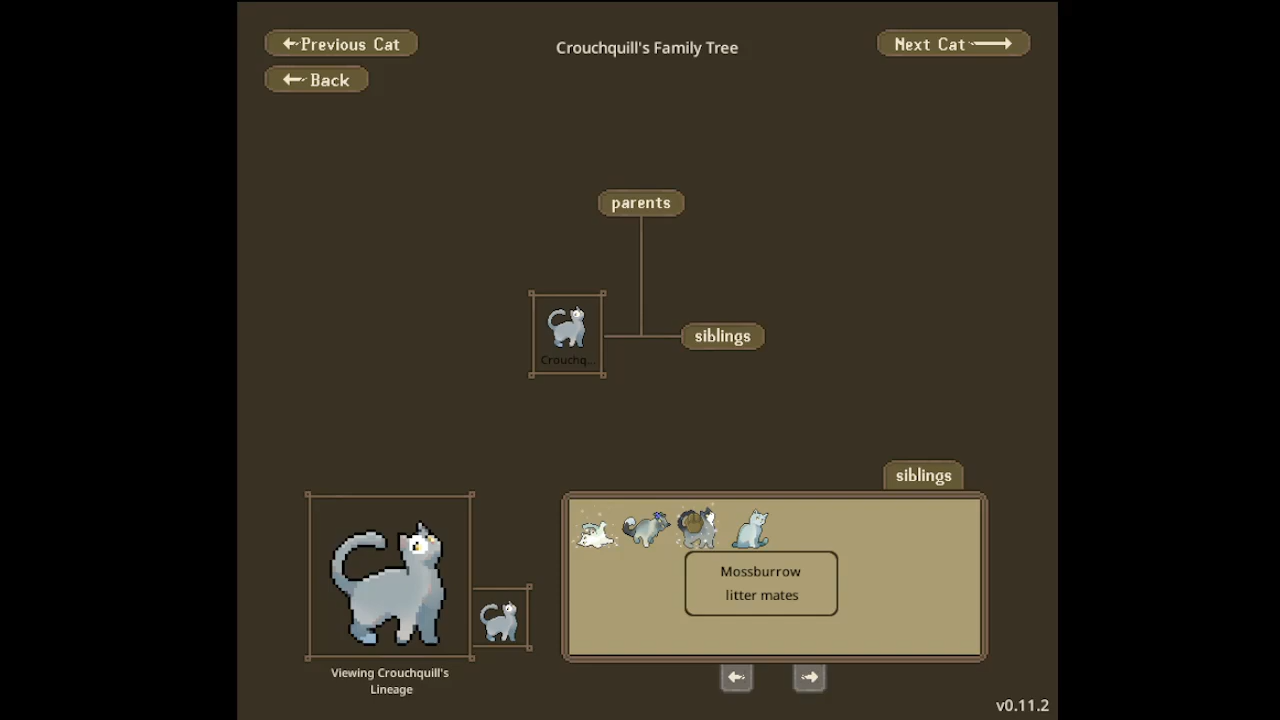 Previous Cat
Crouchquill's Family Tree
Next Cat
Back
parents
Crouchq...
siblings
siblings
Mossburrow
litter mates
Viewing Crouchquill's
Lineage
v0.11.2